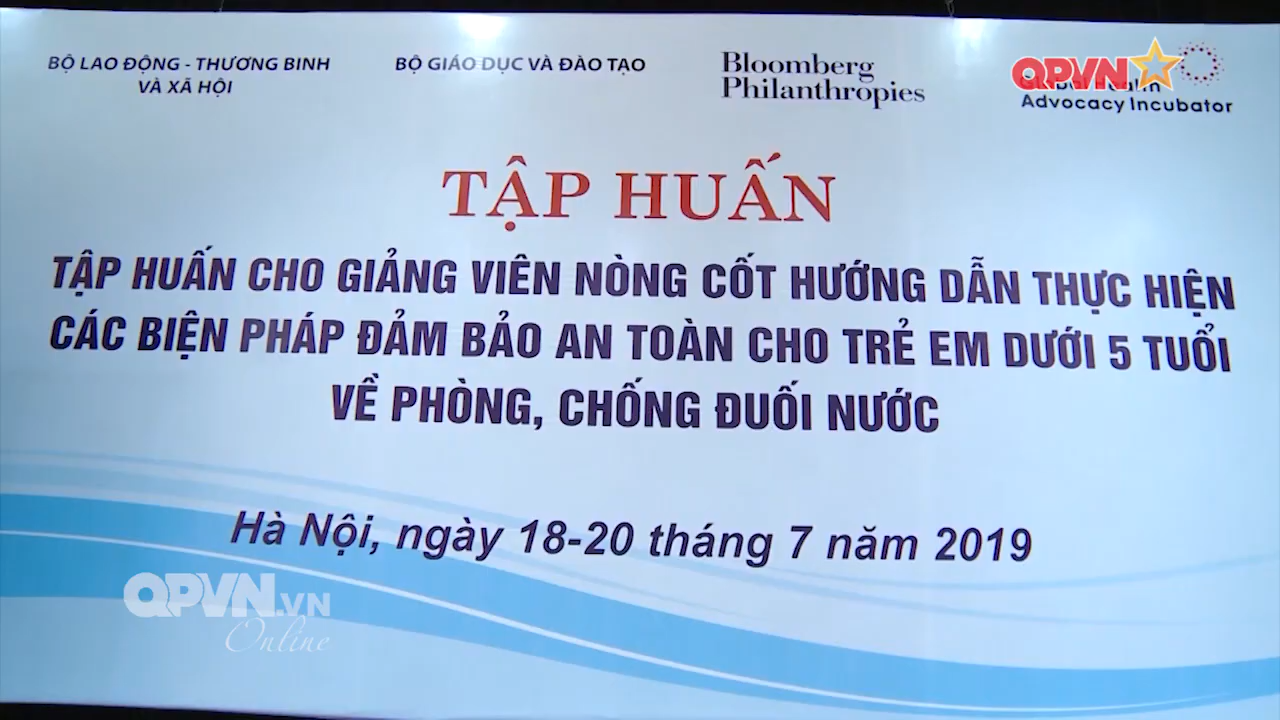 BỘ LAO ĐỘNG - THƯƠNG BINH
VÀ XÃ HỘI
BỘ GIÁO DỤC VÀ ĐÀO TẠO
Bloomberg
Philanthropies
QPVN
Global Health
Advocacy Incubator
TẬP HUẤN
TẬP HUẤN CHO GIẢNG VIÊN NÒNG CỐT HƯỚNG DẪN THỰC HIỆN
CÁC BIỆN PHÁP ĐẢM BẢO AN TOÀN CHO TRẺ EM DƯỚI 5 TUỔI
VỀ PHÒNG, CHỐNG ĐUỐI NƯỚC
Hà Nội, ngày 18-20 tháng 7 năm 2019
QPVN.VN
Online